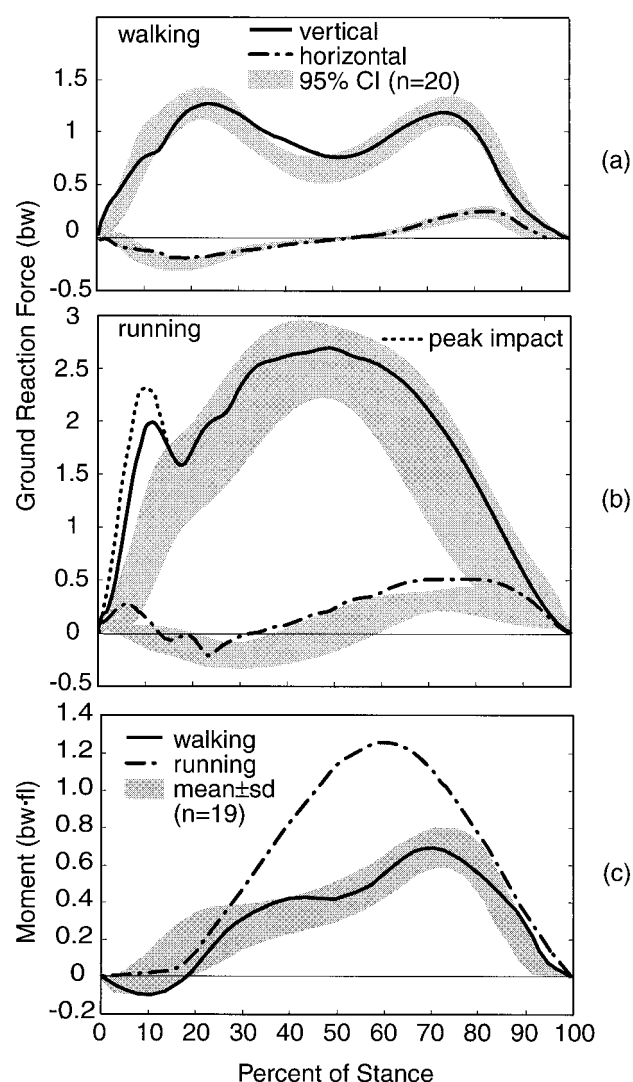 walking
vertical
horizontal
95% CI (n=20)
1.5
1
0.5
0
-0.5
(a)
Ground Reaction Force (bw)
running
peak impact
3
2.5
2
1.5
1
0.5
0
-0.5
(b)
walking
running
mean±sd
(n=19)
1.4
1.2
1.0
0.8
0.6
0.4
0.2
0
-0.2
Moment (bw·fl)
(c)
0 10 20 30 40 50 60 70 80 90 100
Percent of Stance